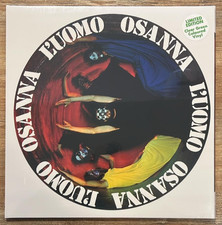 LIMITED
EDITION
Clear Green
Coloured
Vinyl
L'UOMO OSANNA L'UOMO OSANNA L'UOMO OSANNA